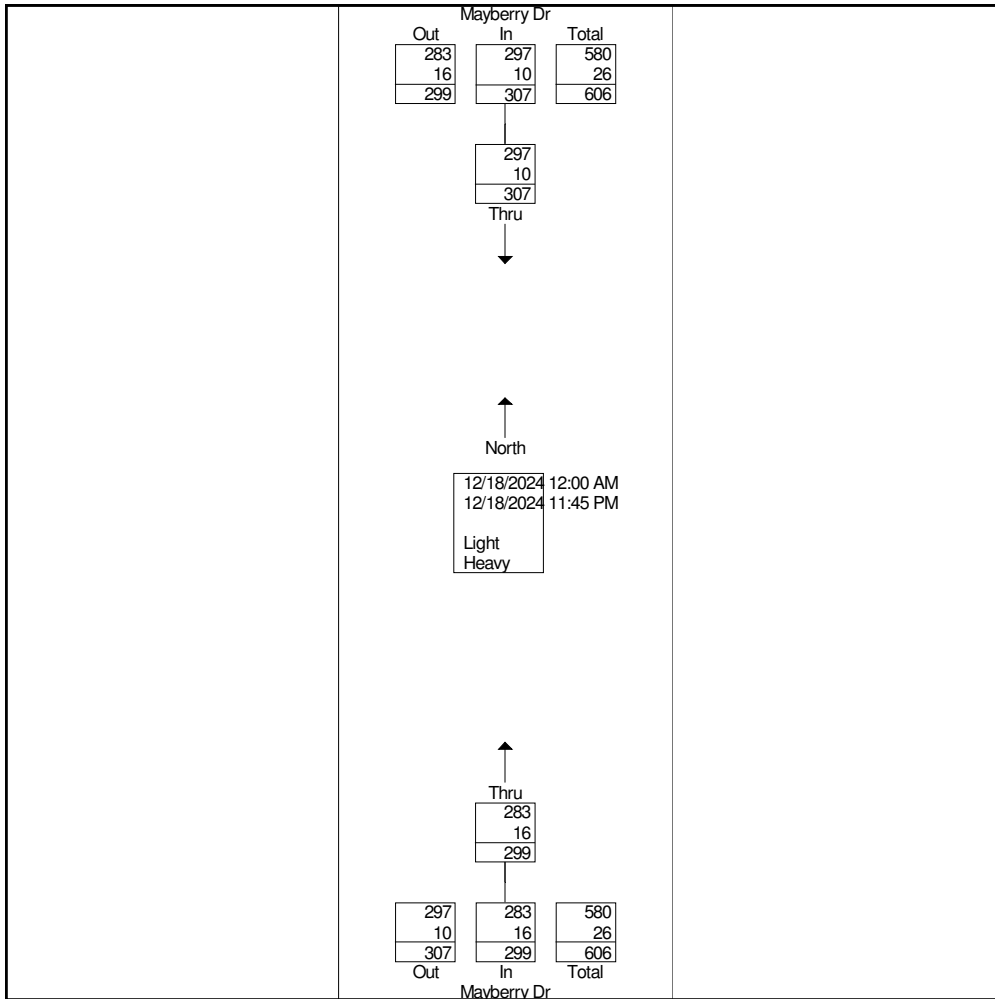 Mayberry Dr
Out In Total
283 297 580
16 10 26
299 307 606
297
10
307
Thru
North
12/18/2024 12:00 AM
12/18/2024 11:45 PM
Light
Heavy
Thru
283
16
299
297 283 580
10 16 26
307 299 606
Out In Total
Mayberry Dr